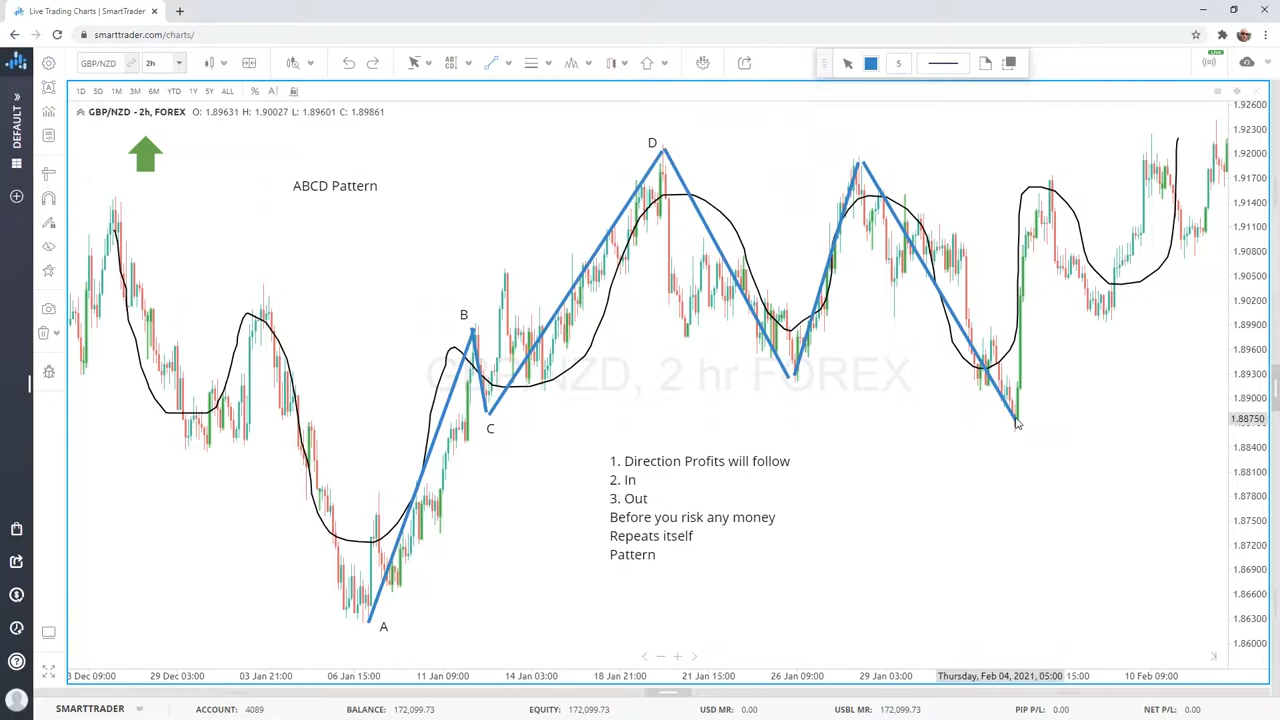 Live Trading Charts | SmartTrader
smarttrader.com/charts/
GBP/NZD 2h
ABC
CD
5
Live
1D 5D 1M 3M 6M YTD 1Y 5Y ALL % A
GBP/NZD - 2h, FOREX O: 1.89631 H: 1.90027 L: 1.89601 C: 1.89861
DEFAULT
ABCD Pattern
D
B
C
A
GBP/NZD, 2 hr FOREX
1. Direction Profits will follow
2. In
3. Out
Before you risk any money
Repeats itself
Pattern
1.92600
1.92300
1.92000
1.91700
1.91400
1.91100
1.90800
1.90500
1.90200
1.89900
1.89600
1.89300
1.89000
1.88750
1.88400
1.88100
1.87800
1.87500
1.87200
1.86900
1.86600
1.86300
1.86000
3 Dec 09:00 29 Dec 03:00 03 Jan 21:00 06 Jan 15:00 11 Jan 09:00 14 Jan 03:00 18 Jan 21:00 21 Jan 15:00 26 Jan 09:00 29 Jan 03:00 Thursday, Feb 04, 2021, 05:00 15:00 10 Feb 09:00
SMARTTRADER ACCOUNT: 4089 BALANCE: 172,099.73 EQUITY: 172,099.73 USD MR: 0.00 USBL MR: 172,099.73 PIP P/L: 0.00 NET P/L: 0.00